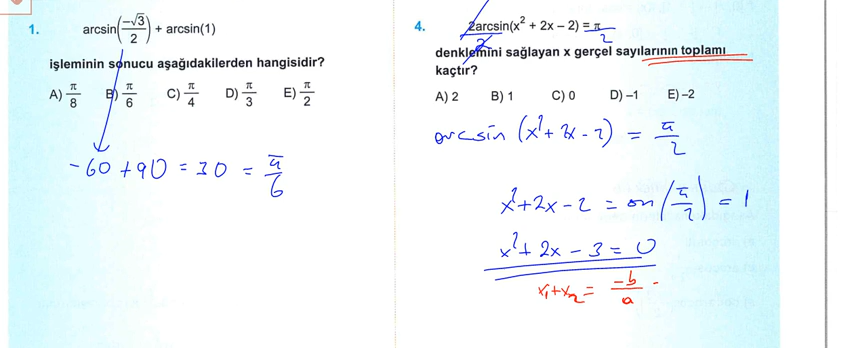 1. arcsin(-√3/2) + arcsin(1)
işleminin sonucu aşağıdakilerden hangisidir?
A) π/8 B) π/6 C) π/4 D) π/3 E) π/2
-60 + 90 = 30 = π/6
4. 2arcsin(x² + 2x – 2) = π
2 2
denklemini sağlayan x gerçel sayılarının toplamı
kaçtır?
A) 2 B) 1 C) 0 D) –1 E) –2
arcsin (x² + 2x - 2) = π/2
x² + 2x - 2 = sin(π/2) = 1
x² + 2x - 3 = 0
x₁ + x₂ = -b/a